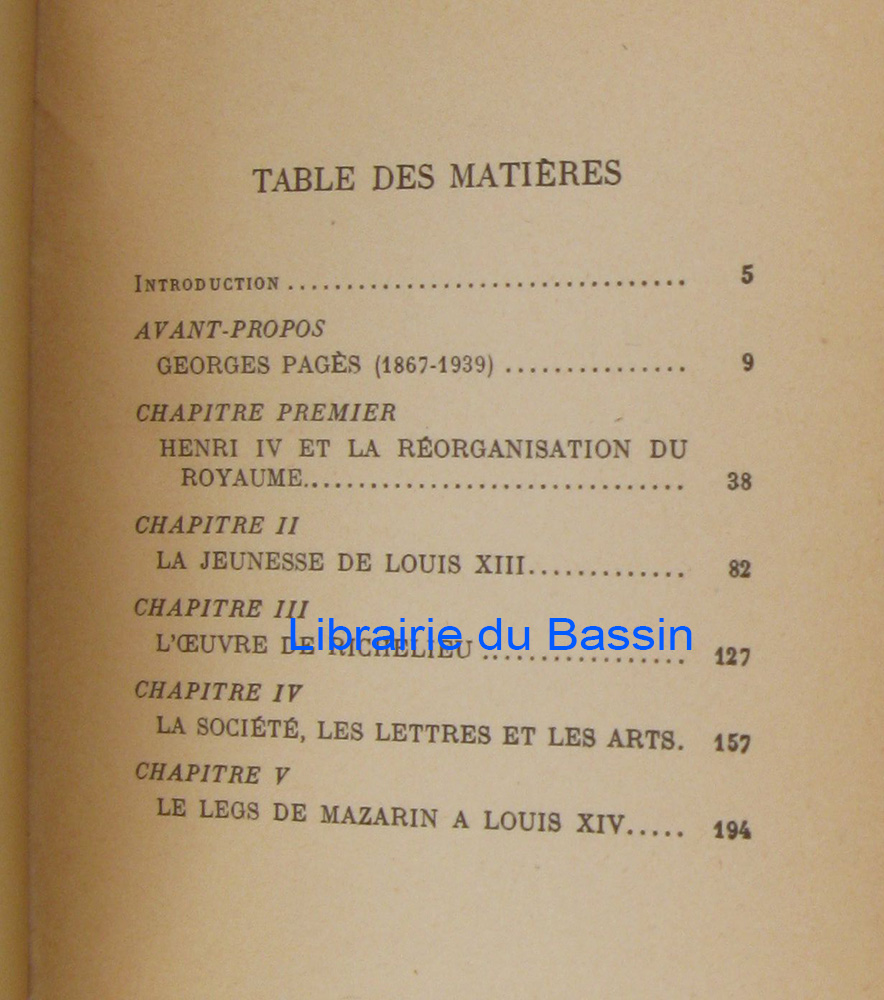 TABLE DES MATIÈRES
INTRODUCTION .................................. 5
AVANT-PROPOS
GEORGES PAGÈS (1867-1939) ............... 9
CHAPITRE PREMIER
HENRI IV ET LA RÉORGANISATION DU
ROYAUME................................ 38
CHAPITRE II
LA JEUNESSE DE LOUIS XIII............. 82
CHAPITRE III
L'ŒUVRE DE RICHELIEU ................. 127
Librairie du Bassin
CHAPITRE IV
LA SOCIÉTÉ, LES LETTRES ET LES ARTS. 157
CHAPITRE V
LE LEGS DE MAZARIN A LOUIS XIV..... 194